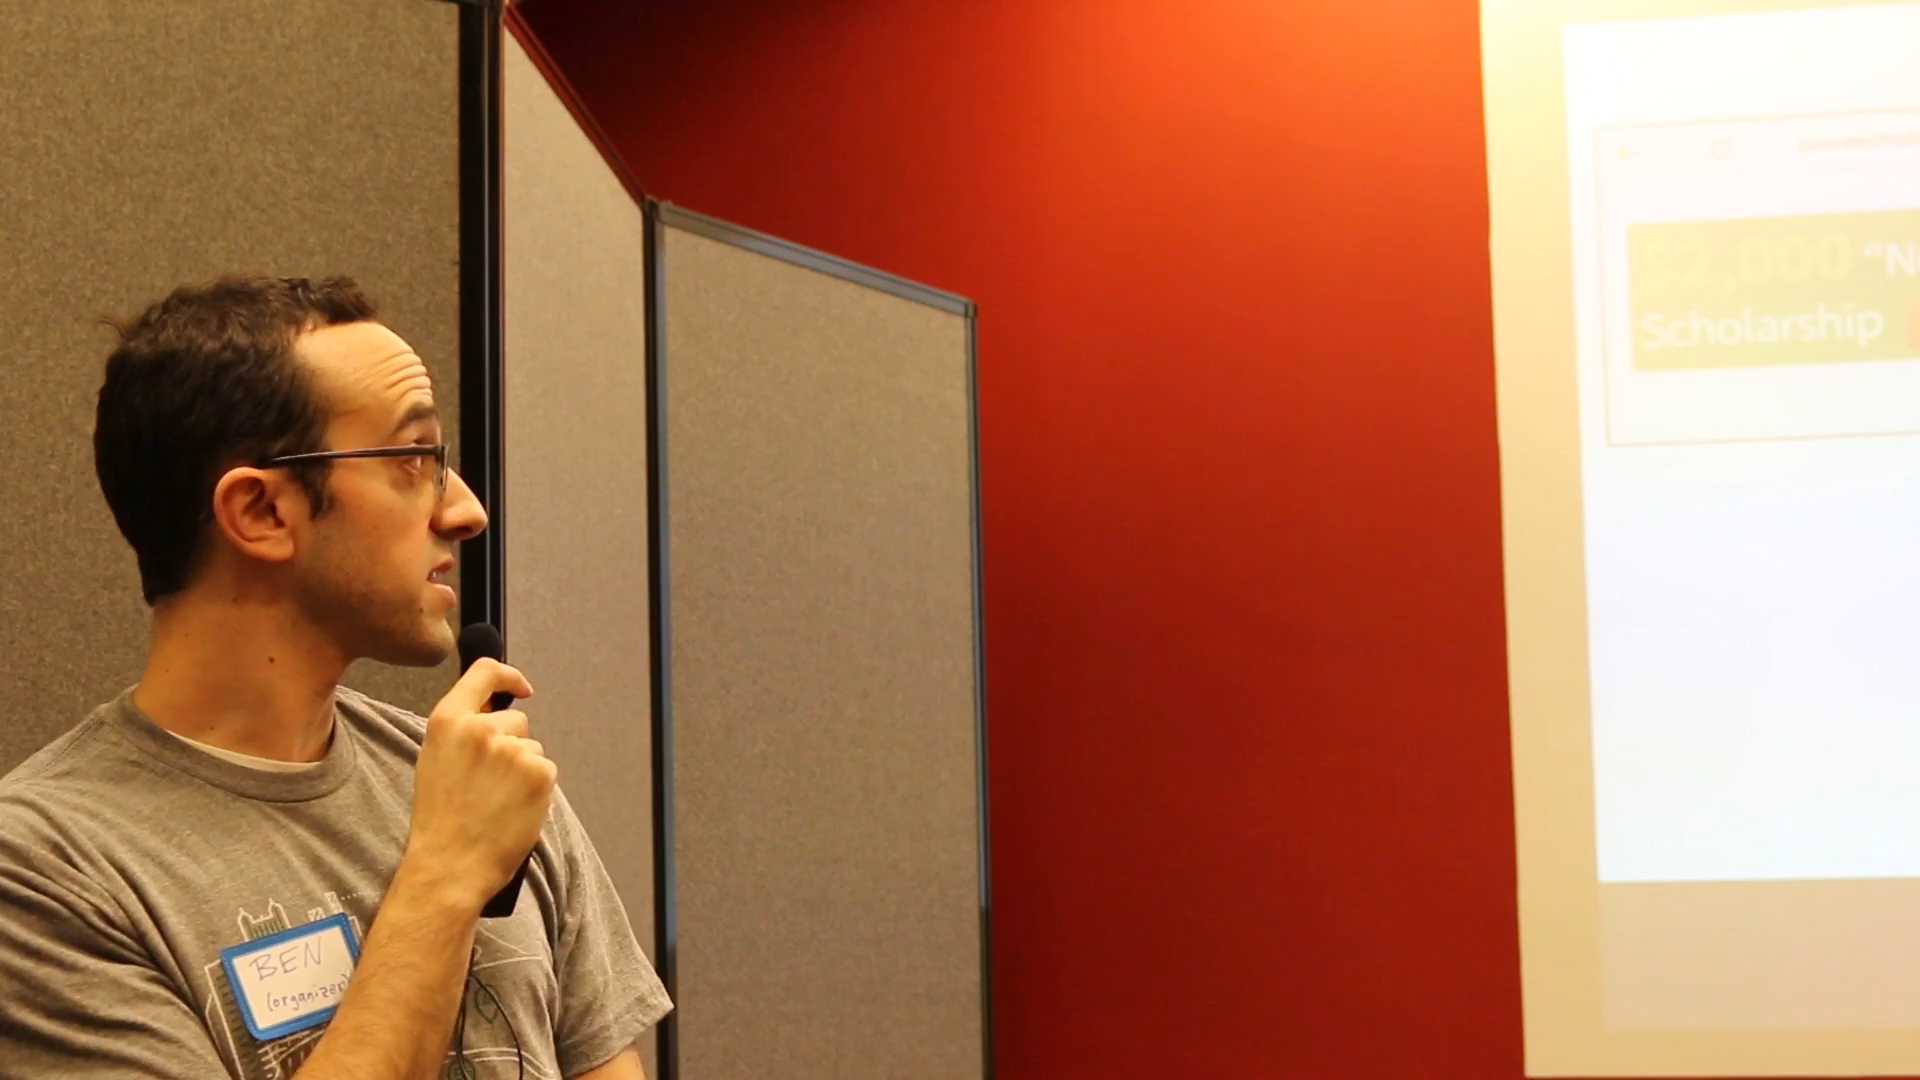 $2,000 “N
Scholarship
BEN
(organizer)